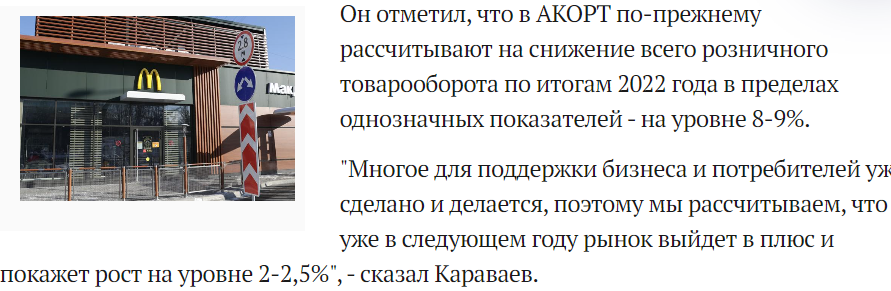 Он отметил, что в АКОРТ по-прежнему
рассчитывают на снижение всего розничного
товарооборота по итогам 2022 года в пределах
однозначных показателей - на уровне 8-9%.
"Многое для поддержки бизнеса и потребителей уж
сделано и делается, поэтому мы рассчитываем, что
уже в следующем году рынок выйдет в плюс и
покажет рост на уровне 2-2,5%", - сказал Караваев.
2.8
Мак